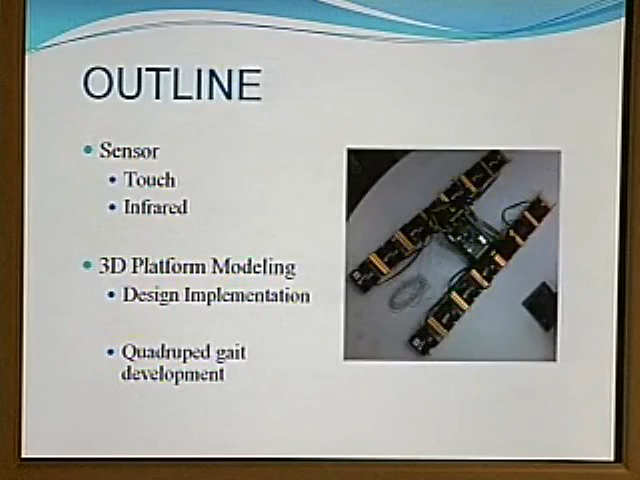 OUTLINE
Sensor
Touch
Infrared
3D Platform Modeling
Design Implementation
Quadruped gait
development